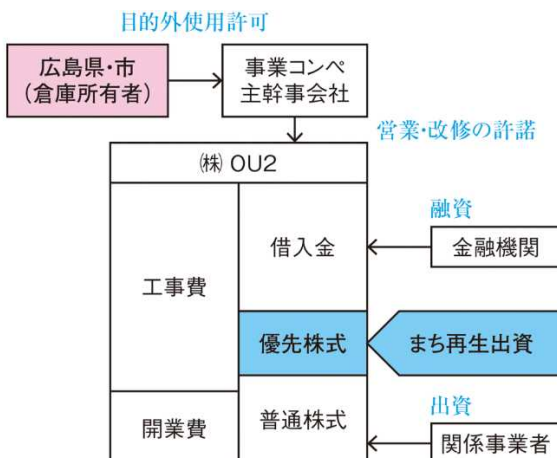 目的外使用許可
広島県・市
（倉庫所有者）
事業コンペ
主幹事会社
営業・改修の許諾
㈱ OU2
融資
借入金
金融機関
工事費
優先株式
まち再生出資
出資
普通株式
開業費
関係事業者